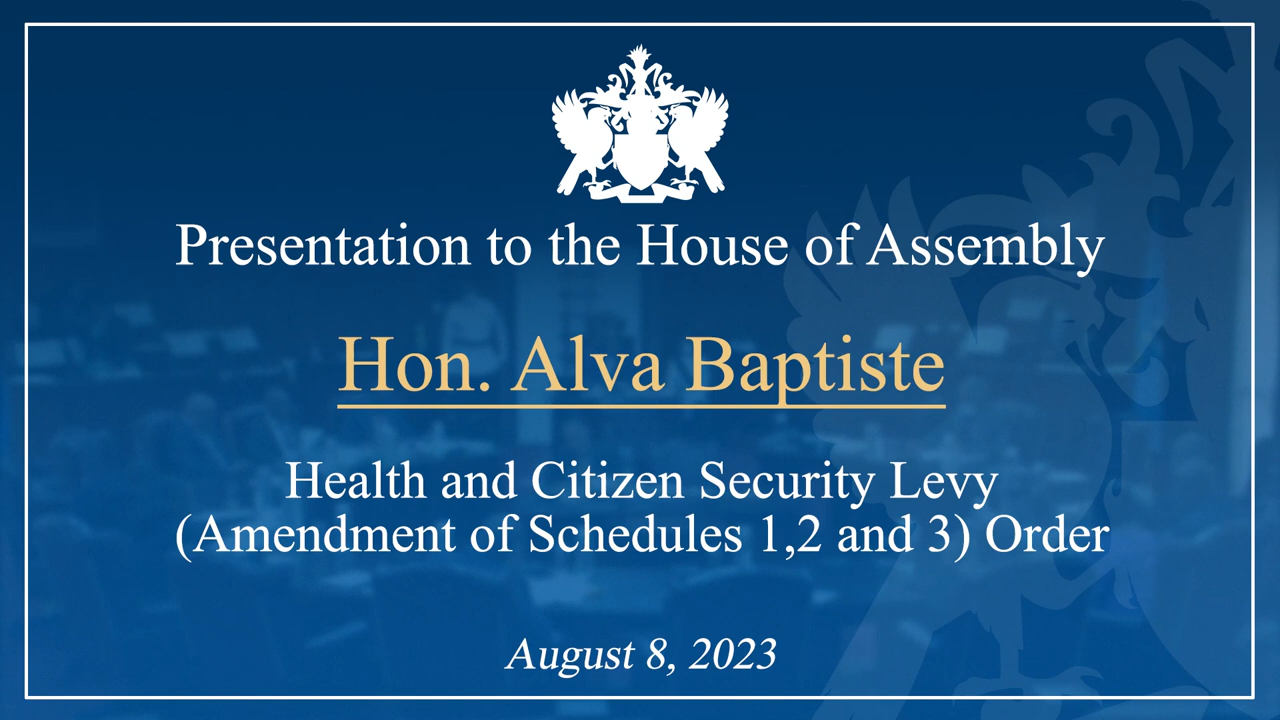 Presentation to the House of Assembly
Hon. Alva Baptiste
Health and Citizen Security Levy
(Amendment of Schedules 1,2 and 3) Order
August 8, 2023